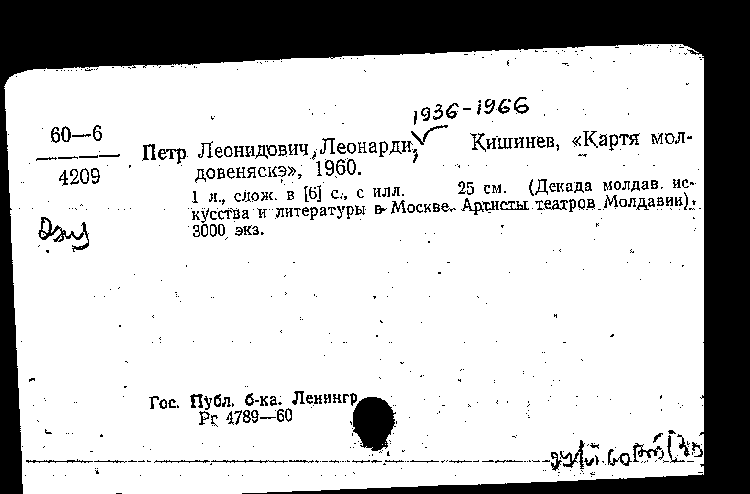 1936-1966
60—6
4209
Петр Леонидович, Леонарди, Кишинев, «Картя мол-
довеняскэ», 1960.
1 л., слож. в [6] с., с илл. 25 см. (Декада молдав. ис-
кусства и литературы в Москве. Артисты театров Молдавии).
3000 экз.
Гос. Публ. б-ка. Ленингр.
Рг 4789—60